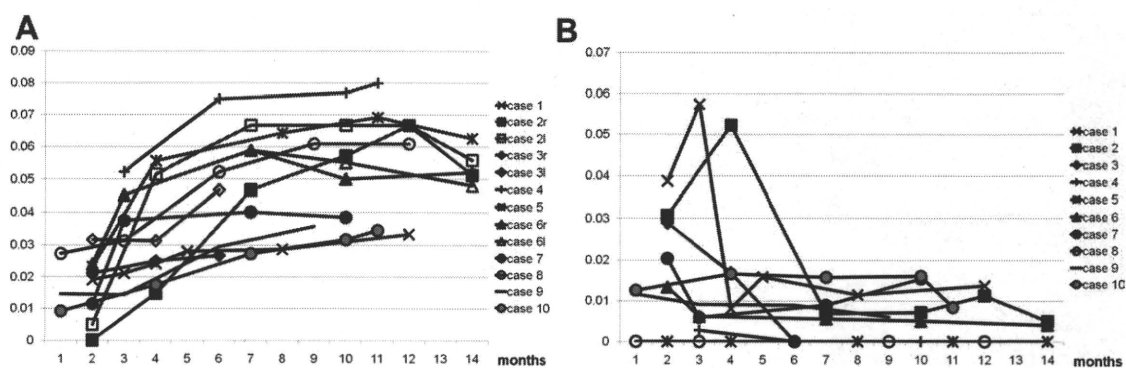 A
0.09
0.08
0.07
0.06
0.05
0.04
0.03
0.02
0.01
0
1 2 3 4 5 6 7 8 9 10 11 12 13 14 months
case 1
case 2r
case 2l
case 3r
case 3l
case 4
case 5
case 6r
case 6l
case 7
case 8
case 9
case 10
B
0.07
0.06
0.05
0.04
0.03
0.02
0.01
0
1 2 3 4 5 6 7 8 9 10 11 12 13 14 months
case 1
case 2
case 3
case 4
case 5
case 6
case 7
case 8
case 9
case 10